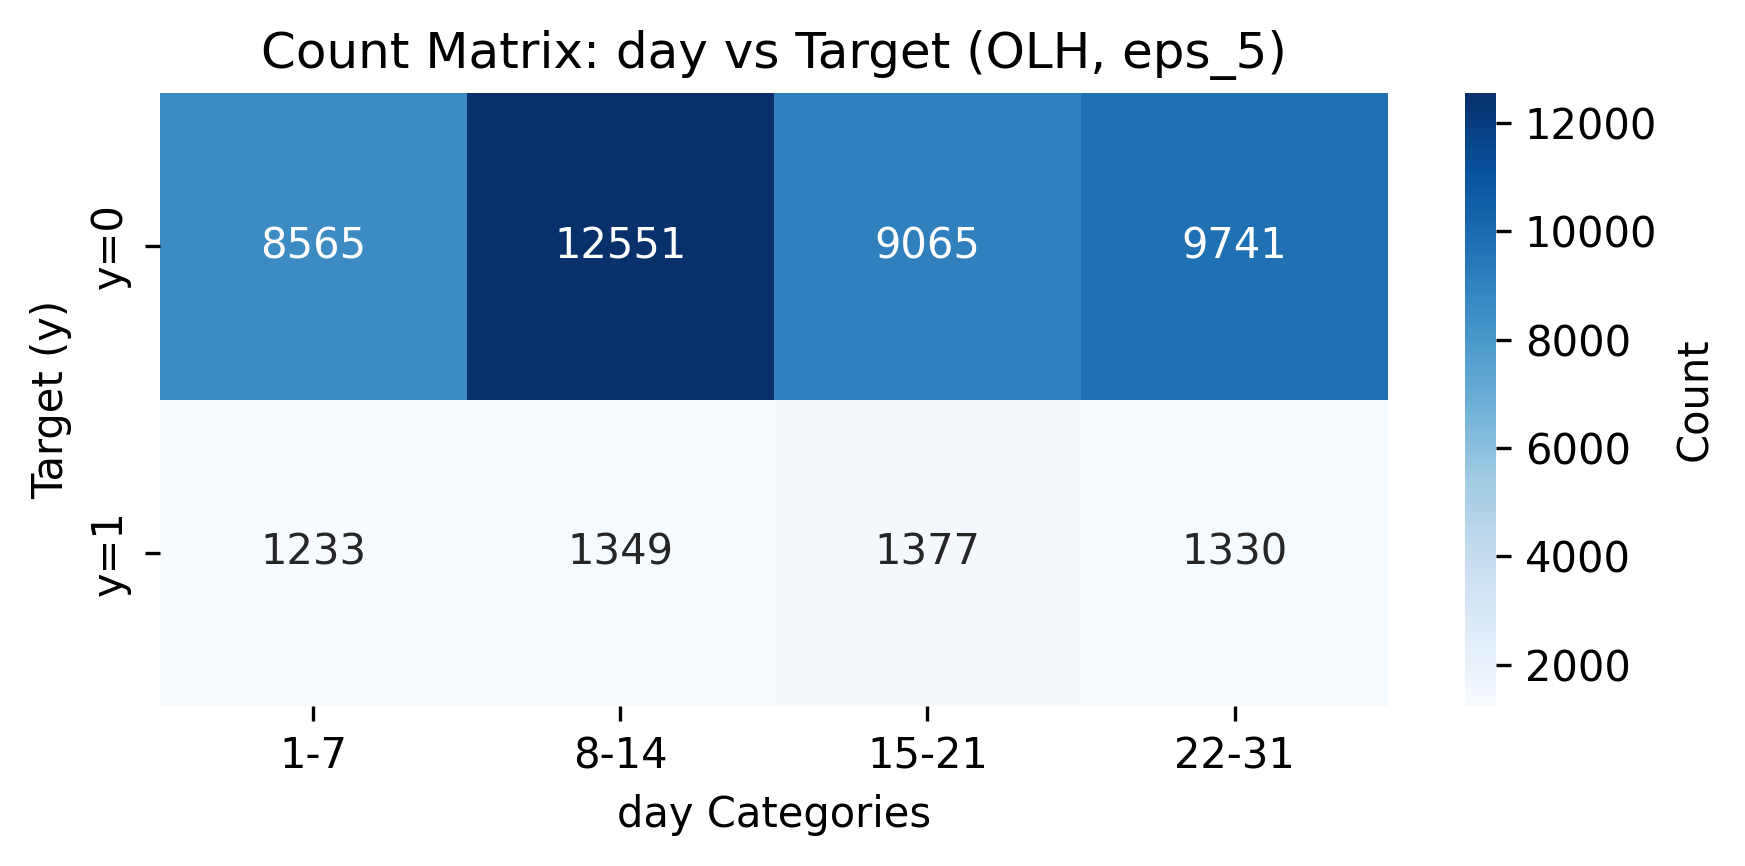 Count Matrix: day vs Target (OLH, eps_5)
Target (y)
y=0
8565 12551 9065 9741
y=1
1233 1349 1377 1330
1-7 8-14 15-21 22-31
day Categories
12000
10000
8000
6000
4000
2000
Count